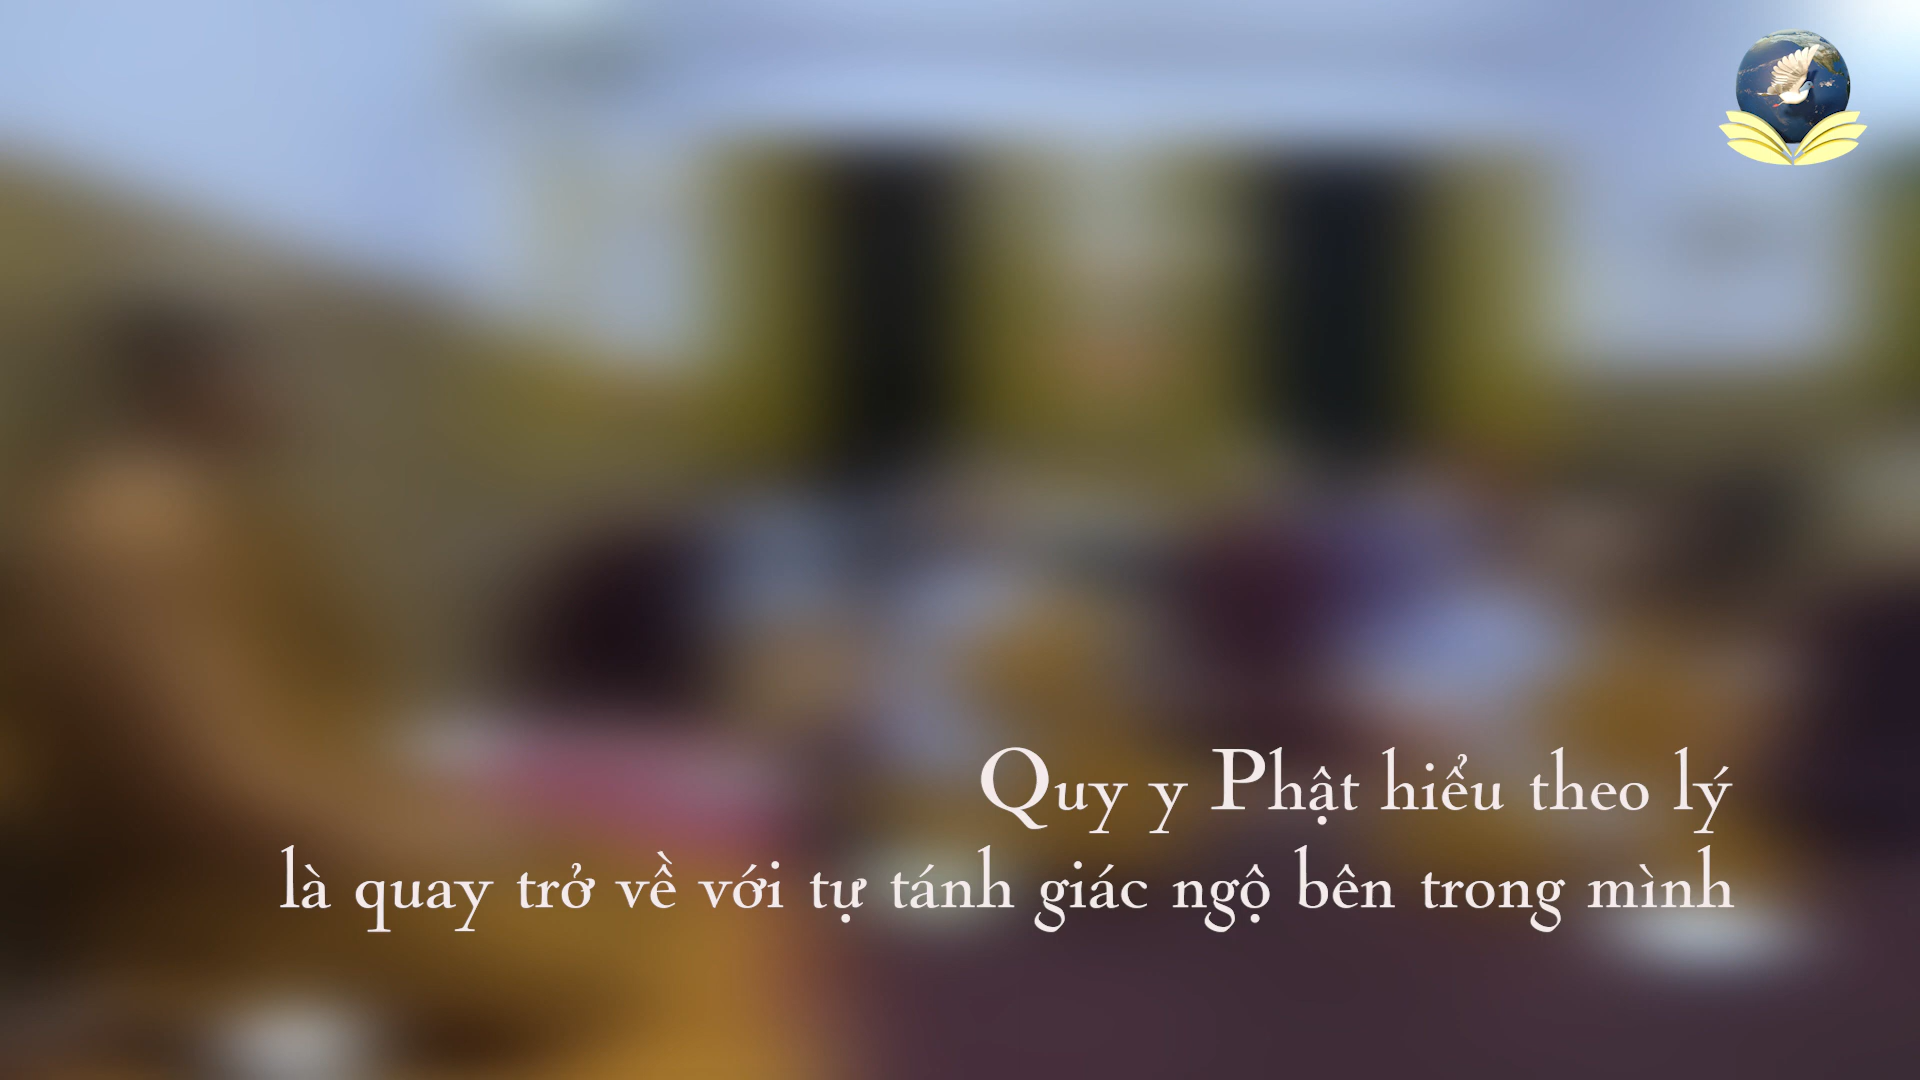 Quy y Phật hiểu theo lý
là quay trở về với tự tánh giác ngộ bên trong mình